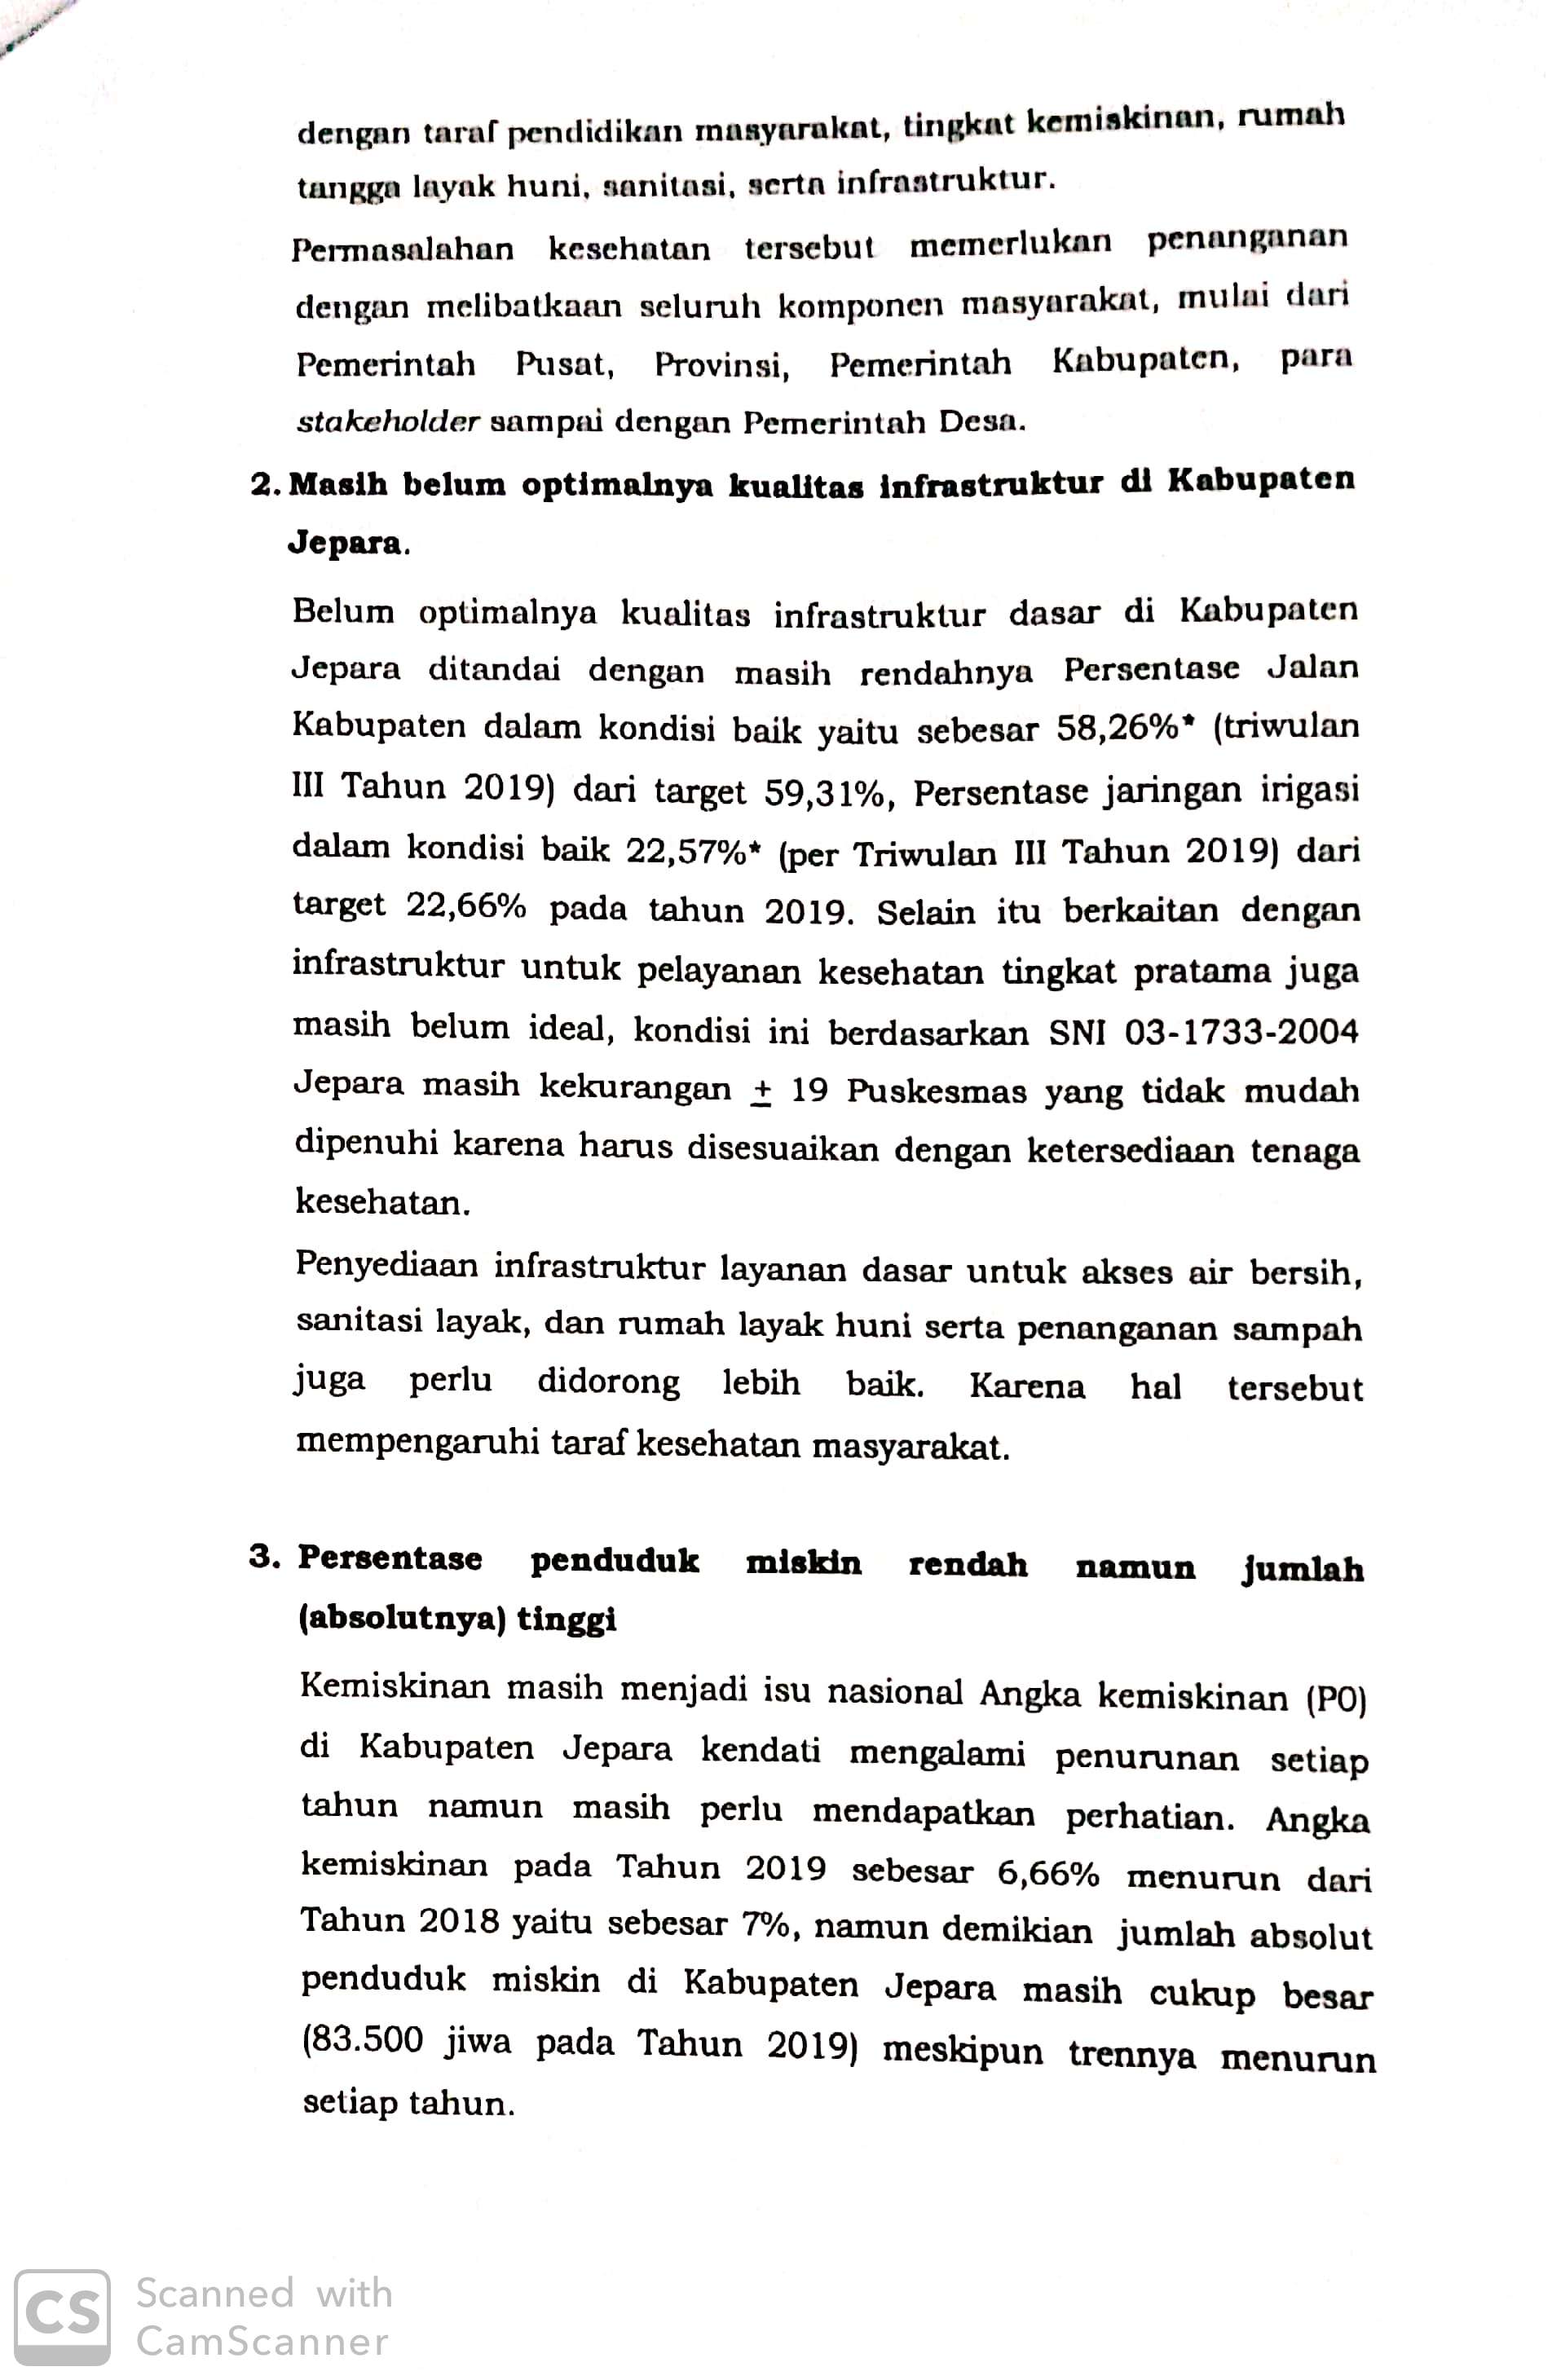 dengan taraf pendidikan masyarakat, tingkat kemiskinan, rumah
tangga layak huni, sanitasi, serta infrastruktur.
Permasalahan kesehatan tersebut memerlukan penanganan
dengan melibatkaan seluruh komponen masyarakat, mulai dari
Pemerintah Pusat, Provinsi, Pemerintah Kabupaten, para
stakeholder sampai dengan Pemerintah Desa.
2. Masih belum optimalnya kualitas infrastruktur di Kabupaten
Jepara.
Belum optimalnya kualitas infrastruktur dasar di Kabupaten
Jepara ditandai dengan masih rendahnya Persentase Jalan
Kabupaten dalam kondisi baik yaitu sebesar 58,26%* (triwulan
III Tahun 2019) dari target 59,31%, Persentase jaringan irigasi
dalam kondisi baik 22,57%* (per Triwulan III Tahun 2019) dari
target 22,66% pada tahun 2019. Selain itu berkaitan dengan
infrastruktur untuk pelayanan kesehatan tingkat pratama juga
masih belum ideal, kondisi ini berdasarkan SNI 03-1733-2004
Jepara masih kekurangan ± 19 Puskesmas yang tidak mudah
dipenuhi karena harus disesuaikan dengan ketersediaan tenaga
kesehatan.
Penyediaan infrastruktur layanan dasar untuk akses air bersih,
sanitasi layak, dan rumah layak huni serta penanganan sampah
juga perlu didorong lebih baik. Karena hal tersebut
mempengaruhi taraf kesehatan masyarakat.
3. Persentase penduduk miskin rendah namun jumlah
(absolutnya) tinggi
Kemiskinan masih menjadi isu nasional Angka kemiskinan (PO)
di Kabupaten Jepara kendati mengalami penurunan setiap
tahun namun masih perlu mendapatkan perhatian. Angka
kemiskinan pada Tahun 2019 sebesar 6,66% menurun dari
Tahun 2018 yaitu sebesar 7%, namun demikian jumlah absolut
penduduk miskin di Kabupaten Jepara masih cukup besar
(83.500 jiwa pada Tahun 2019) meskipun trennya menurun
setiap tahun.
CS Scanned with
CamScanner